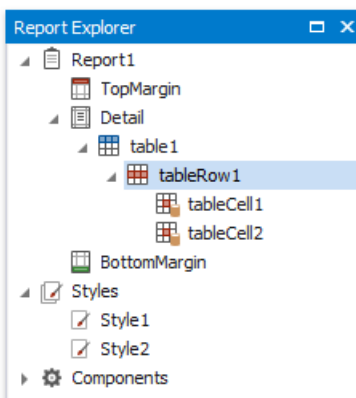 Report Explorer
Report1
TopMargin
Detail
table1
tableRow1
tableCell1
tableCell2
BottomMargin
Styles
Style1
Style2
Components